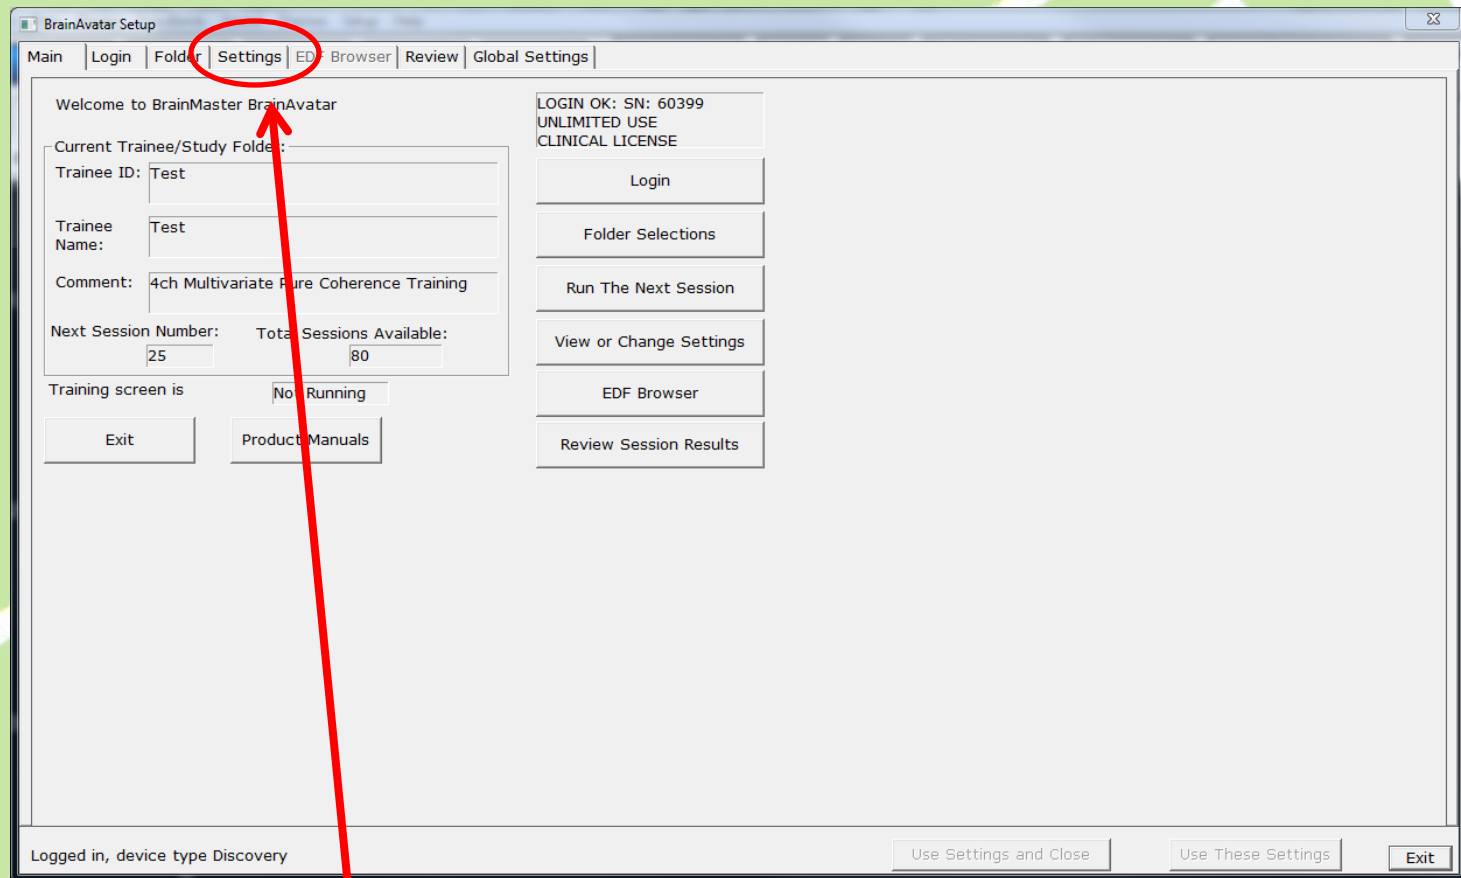 BrainAvatar Setup
Setup Help
Main Login Folder Settings EDF Browser Review Global Settings
Welcome to BrainMaster BrainAvatar
Current Trainee/Study Folder:
Trainee ID: Test
Trainee Name: Test
Comment: 4ch Multivariate Pure Coherence Training
Next Session Number: Total Sessions Available:
25 80
Training screen is Not Running
Exit Product Manuals
LOGIN OK: SN: 60399
UNLIMITED USE
CLINICAL LICENSE
Login
Folder Selections
Run The Next Session
View or Change Settings
EDF Browser
Review Session Results
Logged in, device type Discovery
Use Settings and Close Use These Settings Exit